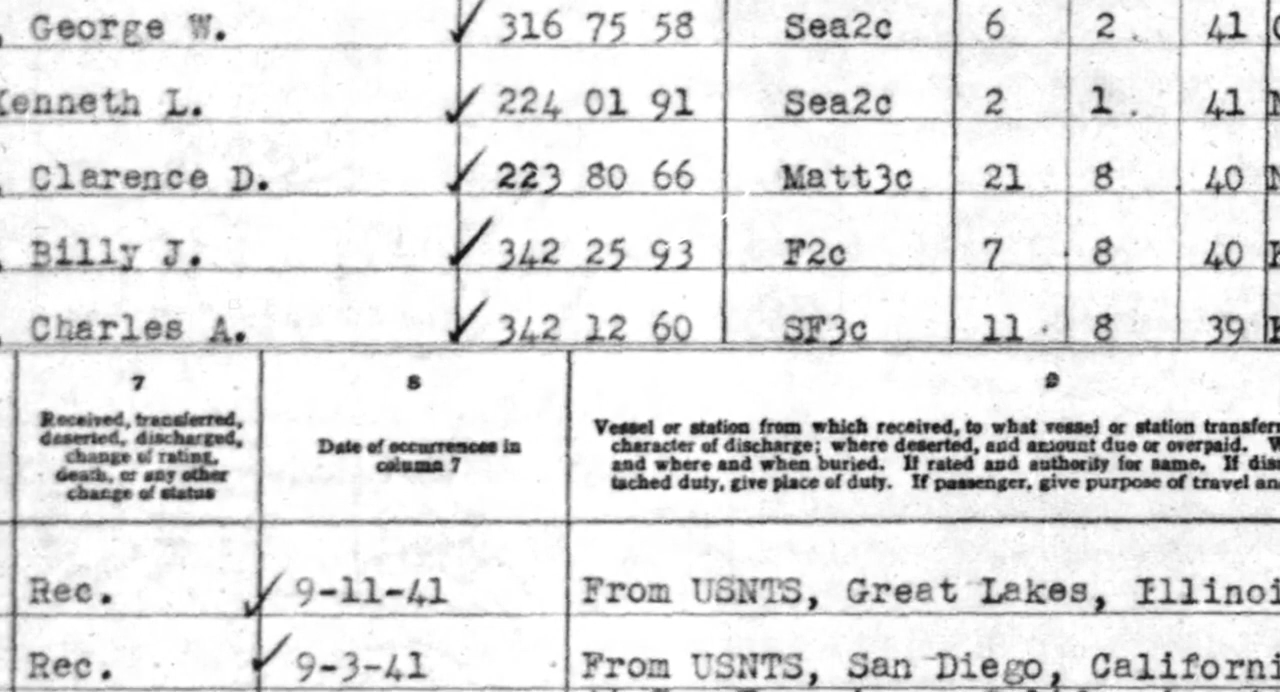 , George W. ✓ 316 75 58 Sea2c 6 2 41
Kenneth L. ✓ 224 01 91 Sea2c 2 1 41
, Clarence D. ✓ 223 80 66 Matt3c 21 8 40
, Billy J. ✓ 342 25 93 F2c 7 8 40
, Charles A. ✓ 342 12 60 SF3c 11 8 39
7 8 9
Received, transferred,
deserted, discharged,
change of rating,
death, or any other
change of status
Date of occurrences in
column 7
Vessel or station from which received, to what vessel or station transfer
character of discharge; where deserted, and amount due or overpaid.
and where and when buried. If rated and authority for same. If dis
tached duty, give place of duty. If passenger, give purpose of travel an
Rec. ✓ 9-11-41 From USNTS, Great Lakes, Illinoi
Rec. ✓ 9-3-41 From USNTS, San Diego, Californi